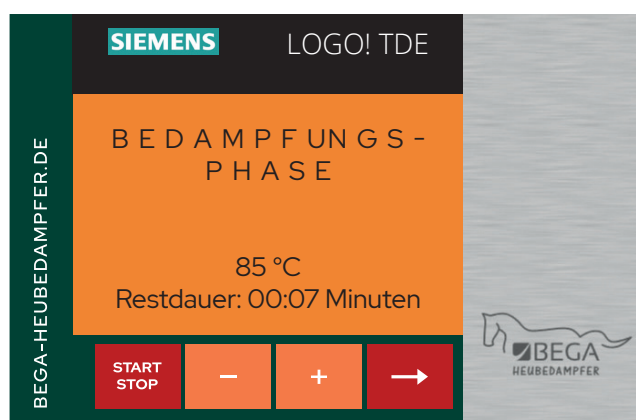 SIEMENS
LOGO! TDE
BEDAMPFUNGS-
PHASE
85 °C
Restdauer: 00:07 Minuten
START
STOP
–
+
→
BEGA-HEUBEDAMPFER.DE
BEGA
HEUBEDAMPFER